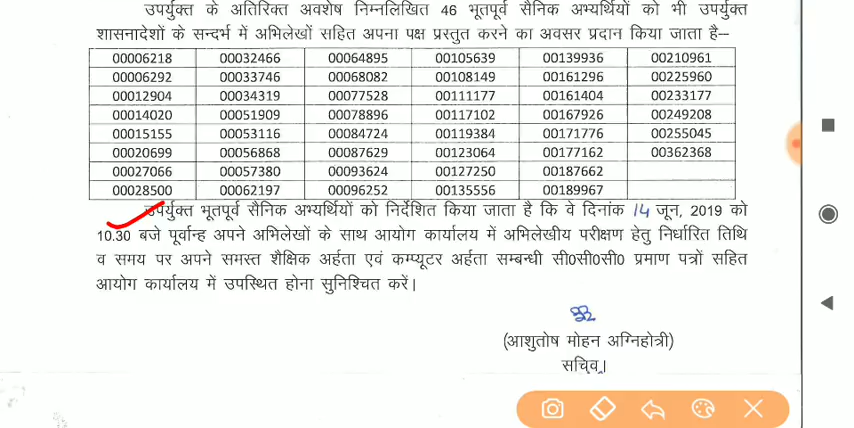 उपर्युक्त के अतिरिक्त अवशेष निम्नलिखित 46 भूतपूर्व सैनिक अभ्यर्थियों को भी उपर्युक्त
शासनादेशों के सन्दर्भ में अभिलेखों सहित अपना पक्ष प्रस्तुत करने का अवसर प्रदान किया जाता है–
00006218 00032466 00064895 00105639 00139936 00210961
00006292 00033746 00068082 00108149 00161296 00225960
00012904 00034319 00077528 00111177 00161404 00233177
00014020 00051909 00078896 00117102 00167926 00249208
00015155 00053116 00084724 00119384 00171776 00255045
00020699 00056868 00087629 00123064 00177162 00362368
00027066 00057380 00093624 00127250 00187662
00028500 00062197 00096252 00135556 00189967
उपर्युक्त भूतपूर्व सैनिक अभ्यर्थियों को निर्देशित किया जाता है कि वे दिनांक 14 जून, 2019 को
10.30 बजे पूर्वान्ह अपने अभिलेखों के साथ आयोग कार्यालय में अभिलेखीय परीक्षण हेतु निर्धारित तिथि
व समय पर अपने समस्त शैक्षिक अर्हता एवं कम्प्यूटर अर्हता सम्बन्धी सी0सी0सी0 प्रमाण पत्रों सहित
आयोग कार्यालय में उपस्थित होना सुनिश्चित करें।
(आशुतोष मोहन अग्निहोत्री)
सचिव।